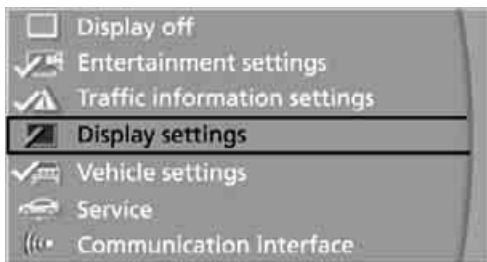 Display off
Entertainment settings
Traffic information settings
Display settings
Vehicle settings
Service
Communication interface